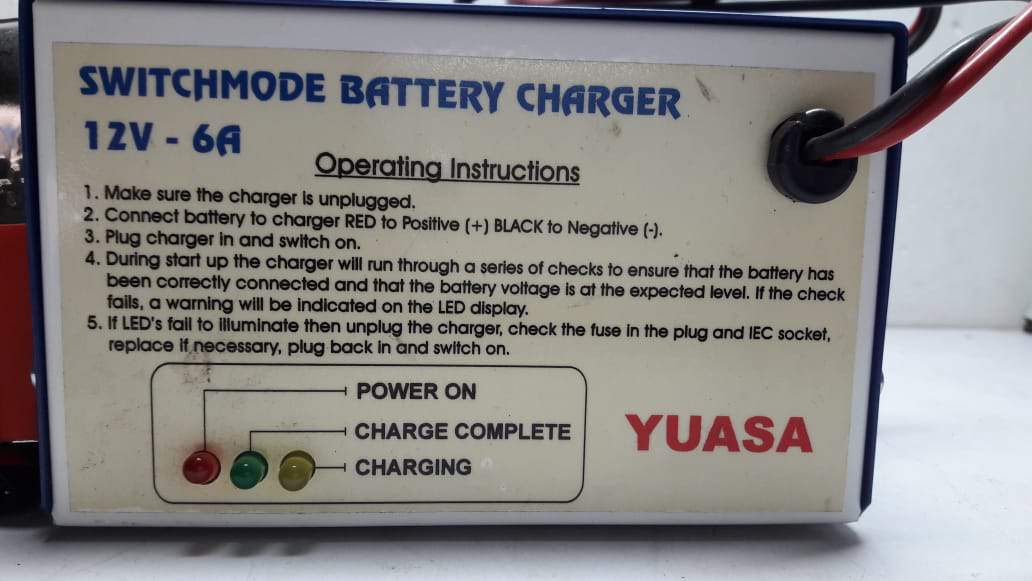 SWITCHMODE BATTERY CHARGER
12V - 6A
Operating Instructions
1. Make sure the charger is unplugged.
2. Connect battery to charger RED to Positive (+) BLACK to Negative (-).
3. Plug charger in and switch on.
4. During start up the charger will run through a series of checks to ensure that the battery has
been correctly connected and that the battery voltage is at the expected level. If the check
fails, a warning will be indicated on the LED display.
5. If LED's fail to illuminate then unplug the charger, check the fuse in the plug and IEC socket,
replace if necessary, plug back in and switch on.
POWER ON
CHARGE COMPLETE
CHARGING
YUASA